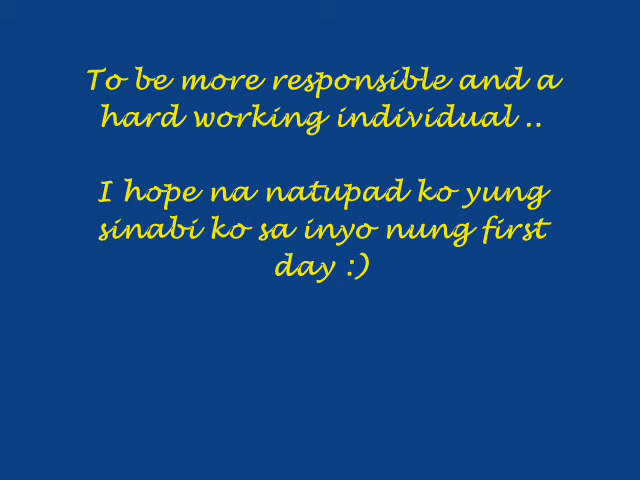 To be more responsible and a
hard working individual ..
I hope na natupad ko yung
sinabi ko sa inyo nung first
day :)